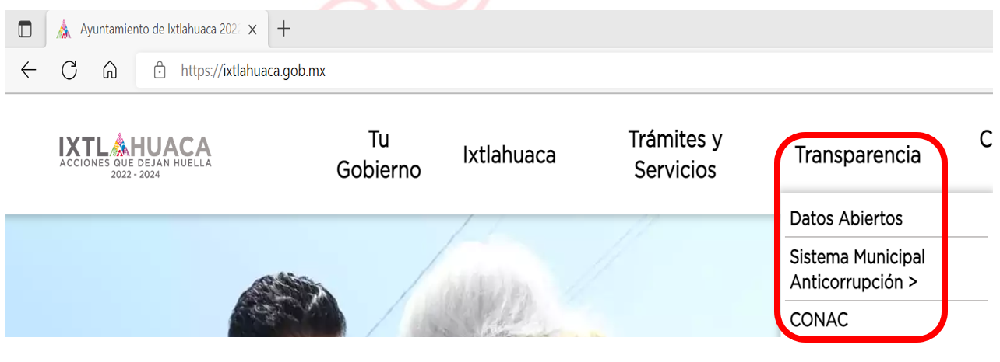 Ayuntamiento de Ixtlahuaca 202
https://ixtlahuaca.gob.mx
IXTLAHUACA
ACCIONES QUE DEJAN HUELLA
2022 - 2024
Tu
Gobierno
Ixtlahuaca
Trámites y
Servicios
Transparencia
C
Datos Abiertos
Sistema Municipal
Anticorrupción >
CONAC